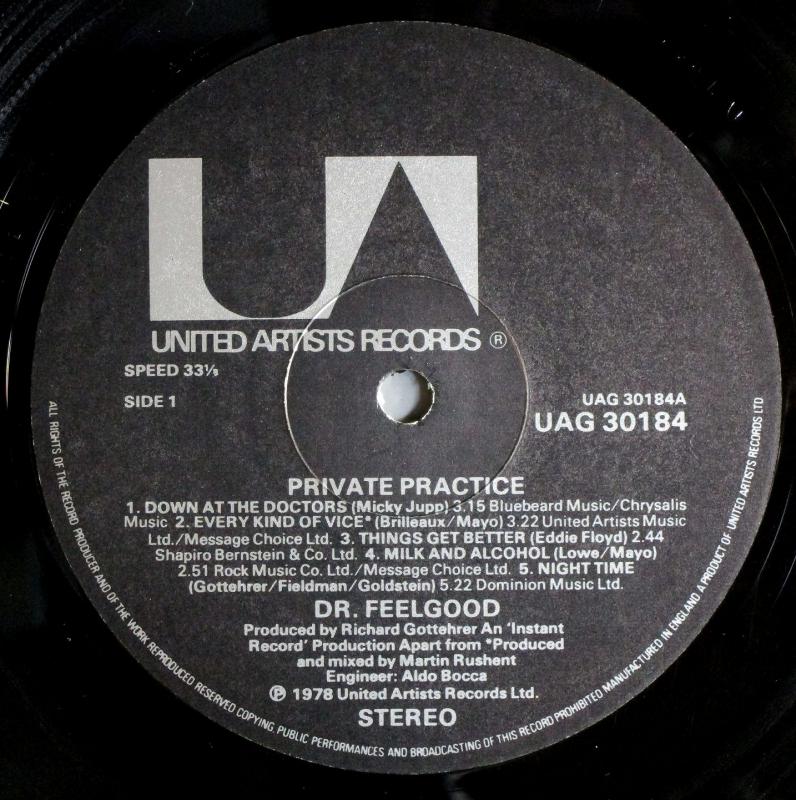 UA
UNITED ARTISTS RECORDS ®
SPEED 33⅓
SIDE 1
UAG 30184A
UAG 30184
PRIVATE PRACTICE
1. DOWN AT THE DOCTORS (Micky Jupp) 3.15 Bluebeard Music/Chrysalis
Music 2. EVERY KIND OF VICE* (Brilleaux/Mayo) 3.22 United Artists Music
Ltd./Message Choice Ltd. 3. THINGS GET BETTER (Eddie Floyd) 2.44
Shapiro Bernstein & Co. Ltd. 4. MILK AND ALCOHOL (Lowe/Mayo)
2.51 Rock Music Co. Ltd./Message Choice Ltd. 5. NIGHT TIME
(Gottehrer/Fieldman/Goldstein) 5.22 Dominion Music Ltd.
DR. FEELGOOD
Produced by Richard Gottehrer An 'Instant
Record' Production Apart from *Produced
and mixed by Martin Rushent
Engineer: Aldo Bocca
℗ 1978 United Artists Records Ltd.
STEREO
ALL RIGHTS OF THE RECORD PRODUCER AND OF THE WORK REPRODUCED RESERVED COPYING, PUBLIC PERFORMANCES AND BROADCASTING OF THIS RECORD PROHIBITED MANUFACTURED IN ENGLAND A PRODUCT OF UNITED ARTISTS RECORDS LTD